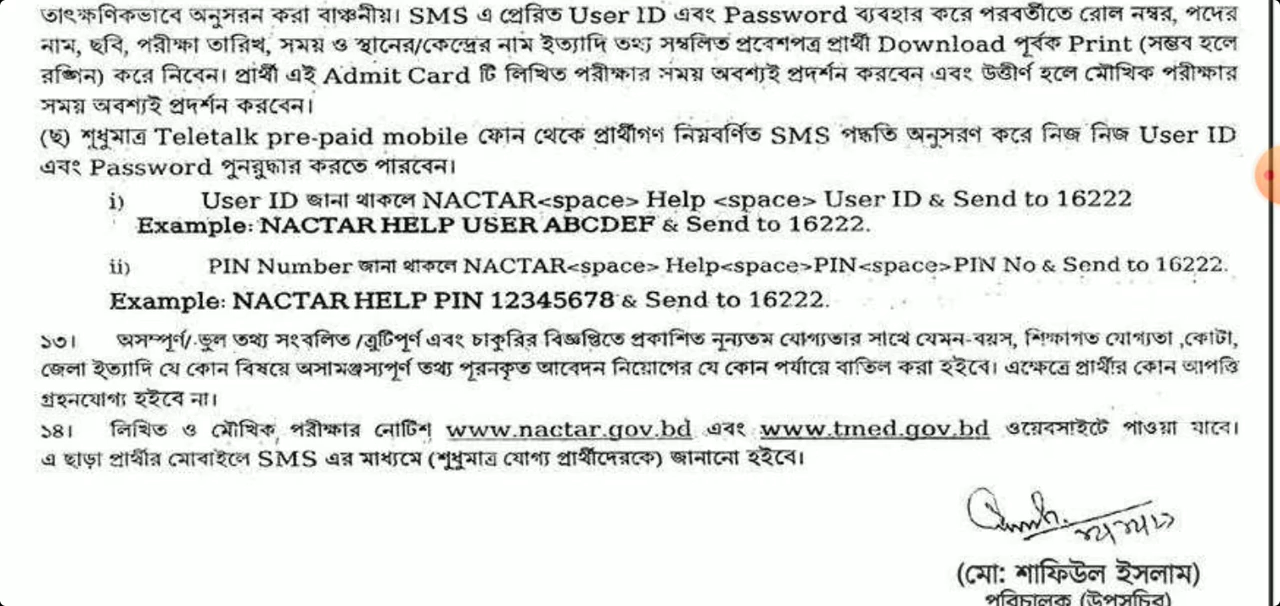 তাৎক্ষণিকভাবে অনুসরন করা বাঞ্চনীয়। SMS এ প্রেরিত User ID এবং Password ব্যবহার করে পরবর্তীতে রোল নম্বর, পদের
নাম, ছবি, পরীক্ষা তারিখ, সময় ও স্থানের/কেন্দ্রের নাম ইত্যাদি তথ্য সম্বলিত প্রবেশপত্র প্রার্থী Download পূর্বক Print (সম্ভব হলে
রঙ্গিন) করে নিবেন। প্রার্থী এই Admit Card টি লিখিত পরীক্ষার সময় অবশ্যই প্রদর্শন করবেন এবং উত্তীর্ণ হলে মৌখিক পরীক্ষার
সময় অবশ্যই প্রদর্শন করবেন।
(ছ) শুধুমাত্র Teletalk pre-paid mobile ফোন থেকে প্রার্থীগণ নিম্নবর্ণিত SMS পদ্ধতি অনুসরণ করে নিজ নিজ User ID
এবং Password পুনরুদ্ধার করতে পারবেন।
i) User ID জানা থাকলে NACTAR<space> Help <space> User ID & Send to 16222
Example: NACTAR HELP USER ABCDEF & Send to 16222.
ii) PIN Number জানা থাকলে NACTAR<space> Help<space>PIN<space>PIN No & Send to 16222.
Example: NACTAR HELP PIN 12345678 & Send to 16222.
১৩। অসম্পূর্ণ/ ভুল তথ্য সংবলিত /ত্রুটিপূর্ণ এবং চাকুরির বিজ্ঞপ্তিতে প্রকাশিত নূন্যতম যোগ্যতার সাথে যেমন-বয়স, শিক্ষাগত যোগ্যতা ,কোটা,
জেলা ইত্যাদি যে কোন বিষয়ে অসামঞ্জস্যপূর্ণ তথ্য পূরনকৃত আবেদন নিয়োগের যে কোন পর্যায়ে বাতিল করা হইবে। এক্ষেত্রে প্রার্থীর কোন আপত্তি
গ্রহনযোগ্য হইবে না।
১৪। লিখিত ও মৌখিক পরীক্ষার নোটিশ www.nactar.gov.bd এবং www.tmed.gov.bd ওয়েবসাইটে পাওয়া যাবে।
এ ছাড়া প্রার্থীর মোবাইলে SMS এর মাধ্যমে (শুধুমাত্র যোগ্য প্রার্থীদেরকে) জানানো হইবে।
(মো: শাফিউল ইসলাম)
পরিচালক (উপসচিব)